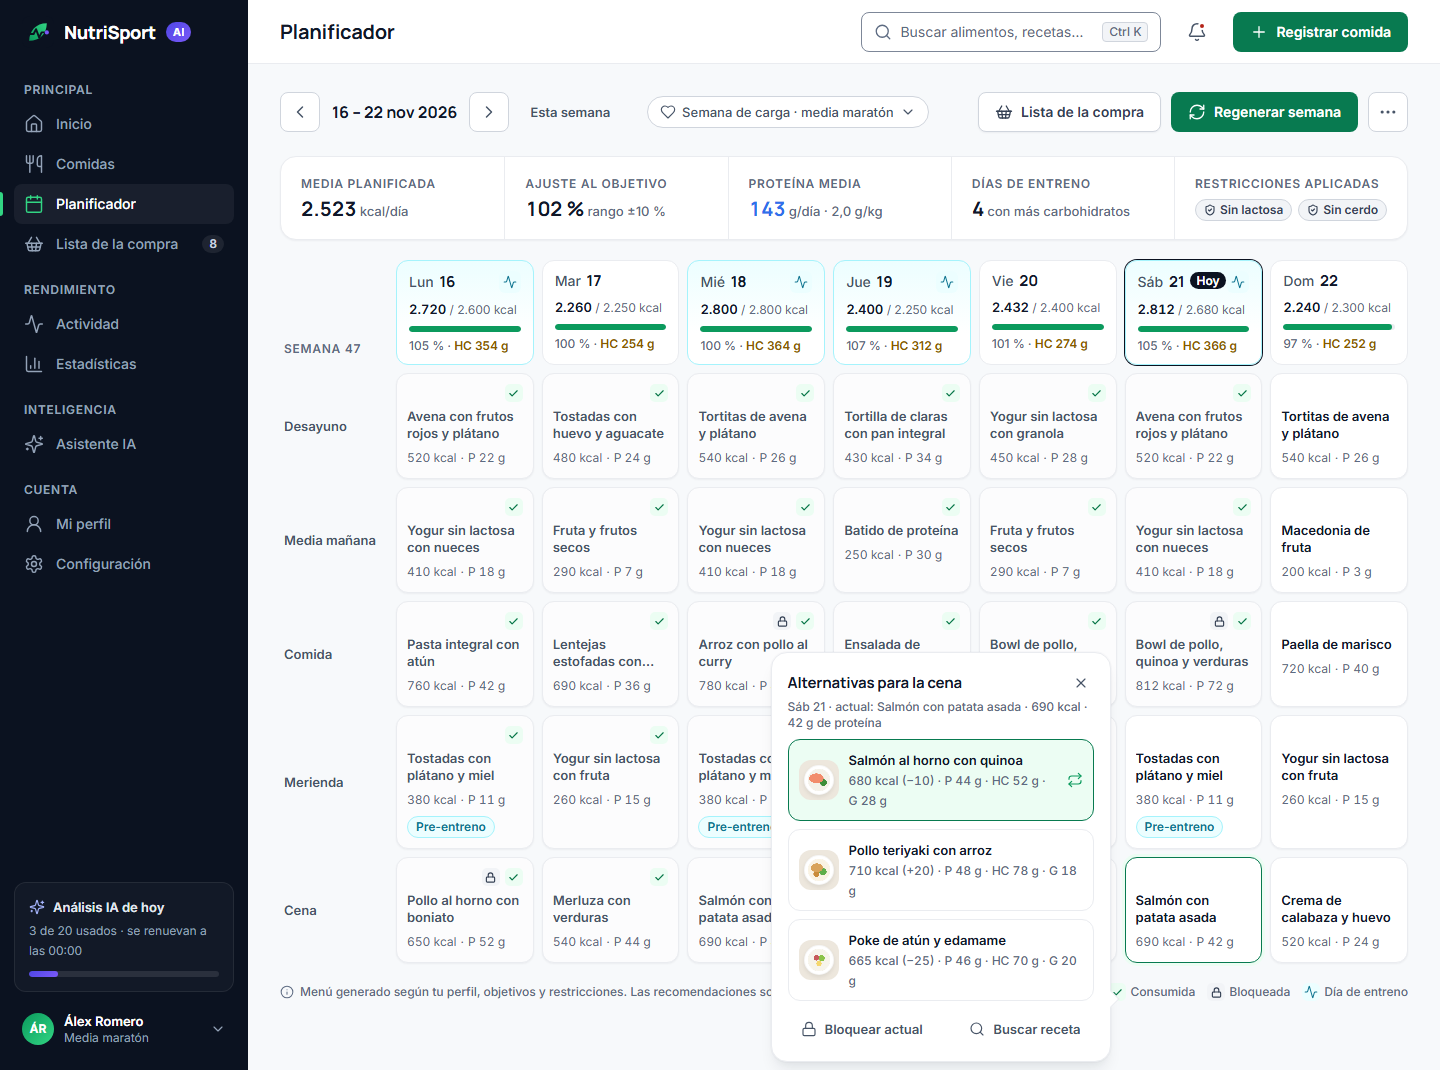 NutriSport AI
PRINCIPAL
Inicio
Comidas
Planificador
Lista de la compra 8
RENDIMIENTO
Actividad
Estadísticas
INTELIGENCIA
Asistente IA
CUENTA
Mi perfil
Configuración
Análisis IA de hoy
3 de 20 usados · se renuevan a
las 00:00
ÁR
Álex Romero
Media maratón
Planificador
Buscar alimentos, recetas... Ctrl K
Registrar comida
16 – 22 nov 2026
Esta semana
Semana de carga · media maratón
Lista de la compra
Regenerar semana
MEDIA PLANIFICADA
2.523 kcal/día
AJUSTE AL OBJETIVO
102 % rango ±10 %
PROTEÍNA MEDIA
143 g/día · 2,0 g/kg
DÍAS DE ENTRENO
4 con más carbohidratos
RESTRICCIONES APLICADAS
Sin lactosa Sin cerdo
SEMANA 47
Lun 16
2.720 / 2.600 kcal
105 % · HC 354 g
Mar 17
2.260 / 2.250 kcal
100 % · HC 254 g
Mié 18
2.800 / 2.800 kcal
100 % · HC 364 g
Jue 19
2.400 / 2.250 kcal
107 % · HC 312 g
Vie 20
2.432 / 2.400 kcal
101 % · HC 274 g
Sáb 21 Hoy
2.812 / 2.680 kcal
105 % · HC 366 g
Dom 22
2.240 / 2.300 kcal
97 % · HC 252 g
Desayuno
Avena con frutos
rojos y plátano
520 kcal · P 22 g
Tostadas con
huevo y aguacate
480 kcal · P 24 g
Tortitas de avena
y plátano
540 kcal · P 26 g
Tortilla de claras
con pan integral
430 kcal · P 34 g
Yogur sin lactosa
con granola
450 kcal · P 28 g
Avena con frutos
rojos y plátano
520 kcal · P 22 g
Tortitas de avena
y plátano
540 kcal · P 26 g
Media mañana
Yogur sin lactosa
con nueces
410 kcal · P 18 g
Fruta y frutos
secos
290 kcal · P 7 g
Yogur sin lactosa
con nueces
410 kcal · P 18 g
Batido de proteína
250 kcal · P 30 g
Fruta y frutos
secos
290 kcal · P 7 g
Yogur sin lactosa
con nueces
410 kcal · P 18 g
Macedonia de
fruta
200 kcal · P 3 g
Comida
Pasta integral con
atún
760 kcal · P 42 g
Lentejas
estofadas con...
690 kcal · P 36 g
Arroz con pollo al
curry
780 kcal · P
Ensalada de
Bowl de pollo,
Bowl de pollo,
quinoa y verduras
812 kcal · P 72 g
Paella de marisco
720 kcal · P 40 g
Merienda
Tostadas con
plátano y miel
380 kcal · P 11 g
Pre-entreno
Yogur sin lactosa
con fruta
260 kcal · P 15 g
Tostadas co
plátano y m
380 kcal · P 1
Pre-entren
Tostadas con
plátano y miel
380 kcal · P 11 g
Pre-entreno
Yogur sin lactosa
con fruta
260 kcal · P 15 g
Cena
Pollo al horno con
boniato
650 kcal · P 52 g
Merluza con
verduras
540 kcal · P 44 g
Salmón con
patata asad
690 kcal · P
Salmón con
patata asada
690 kcal · P 42 g
Crema de
calabaza y huevo
520 kcal · P 24 g
Alternativas para la cena
Sáb 21 · actual: Salmón con patata asada · 690 kcal ·
42 g de proteína
Salmón al horno con quinoa
680 kcal (−10) · P 44 g · HC 52 g ·
G 28 g
Pollo teriyaki con arroz
710 kcal (+20) · P 48 g · HC 78 g · G 18
g
Poke de atún y edamame
665 kcal (−25) · P 46 g · HC 70 g · G 20
g
Bloquear actual
Buscar receta
Menú generado según tu perfil, objetivos y restricciones. Las recomendaciones so
Consumida Bloqueada Día de entreno